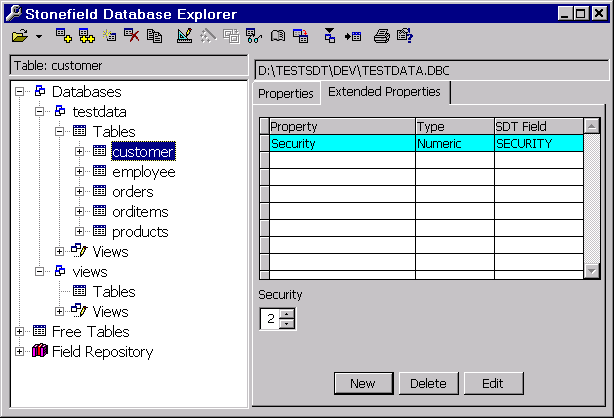 Stonefield Database Explorer
Table: customer
D:\TESTSDT\DEV\TESTDATA.DBC
Databases
testdata
Tables
customer
employee
orders
orditems
products
Views
views
Tables
Views
Free Tables
Field Repository
Properties
Extended Properties
Property Type SDT Field
Security Numeric SECURITY
Security
2
New Delete Edit